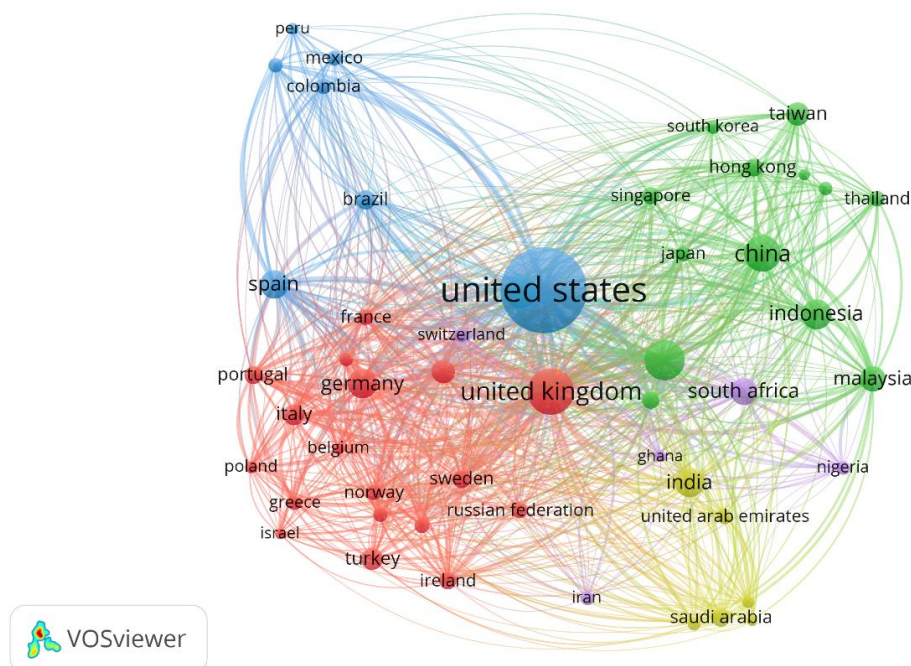 peru
mexico
colombia
taiwan
south korea
hong kong
singapore
thailand
brazil
japan
china
spain
united states
indonesia
france
switzerland
portugal
germany
united kingdom
south africa
malaysia
italy
belgium
ghana
poland
nigeria
sweden
india
greece
norway
russian federation
united arab emirates
israel
turkey
ireland
iran
saudi arabia
VOSviewer